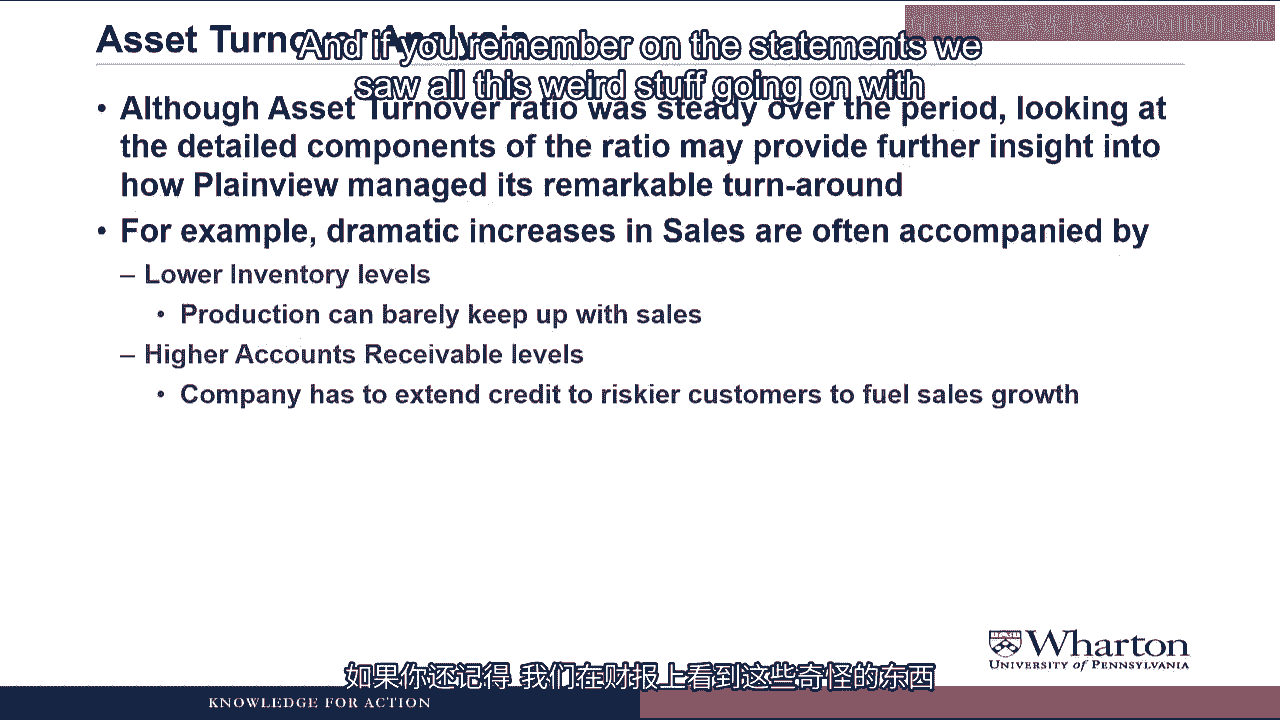 Asset Turnover Analysis
And if you remember on the statements we
saw all this weird stuff going on with
• Although Asset Turnover ratio was steady over the period, looking at
the detailed components of the ratio may provide further insight into
how Plainview managed its remarkable turn-around
• For example, dramatic increases in Sales are often accompanied by
– Lower Inventory levels
• Production can barely keep up with sales
– Higher Accounts Receivable levels
• Company has to extend credit to riskier customers to fuel sales growth
Wharton
UNIVERSITY OF PENNSYLVANIA
如果你还记得 我们在财报上看到这些奇怪的东西
KNOWLEDGE FOR ACTION